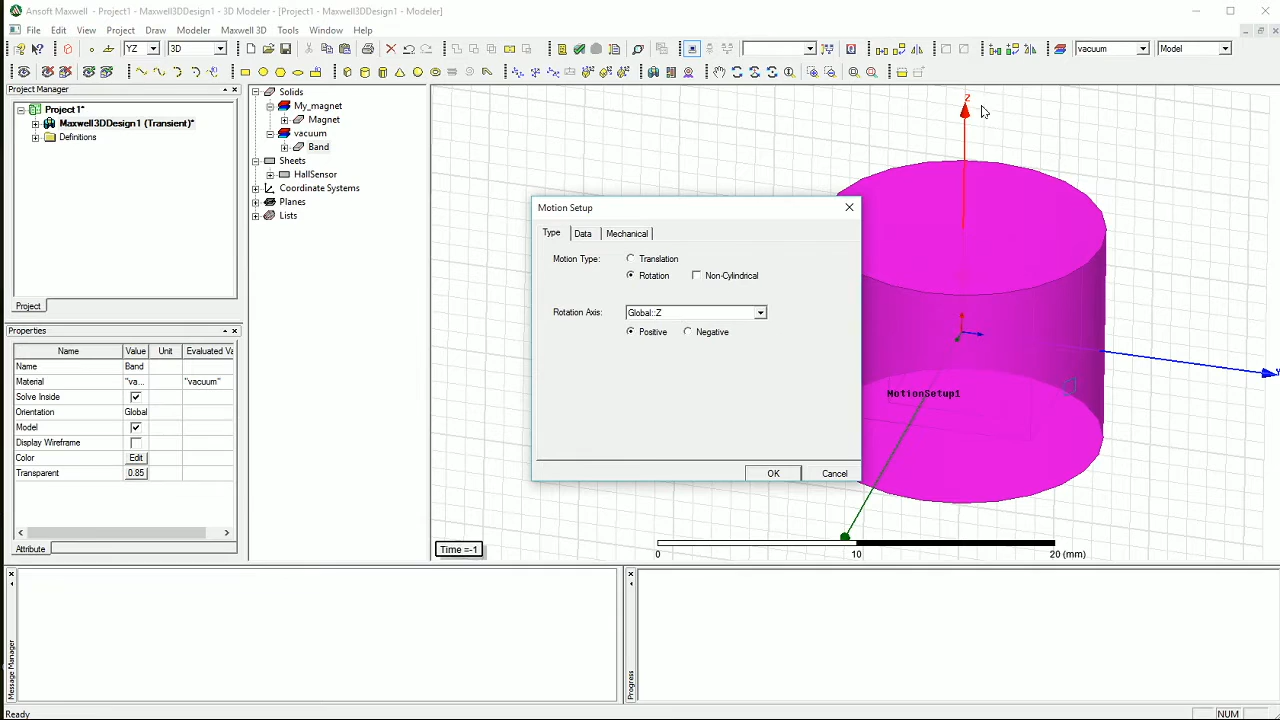 Ansoft Maxwell 3D - Project1 - Maxwell3DDesign1 - 3D Modeler - [Project1 - Maxwell3DDesign1 - Modeler]
File Edit View Project Draw Modeler Maxwell 3D Tools Window Help
YZ 3D vacuum Model
Project Manager
Project1*
Maxwell3DDesign1 (Transient)*
Definitions
Project
Solids
My_magnet
Magnet
vacuum
Band
Sheets
HallSensor
Coordinate Systems
Planes
Lists
Properties
Name Value Unit Evaluated Va
Name Band
Material "va... "vacuum"
Solve Inside
Orientation Global
Model
Display Wireframe
Color Edit
Transparent 0.85
Attribute
Z
Motion Setup
Type Data Mechanical
Motion Type: Translation
Rotation Non-Cylindrical
Rotation Axis: Global::Z
Positive Negative
OK Cancel
MotionSetup1
Time =-1
0 10 20 (mm)
Message Manager
Progress
Ready NUM